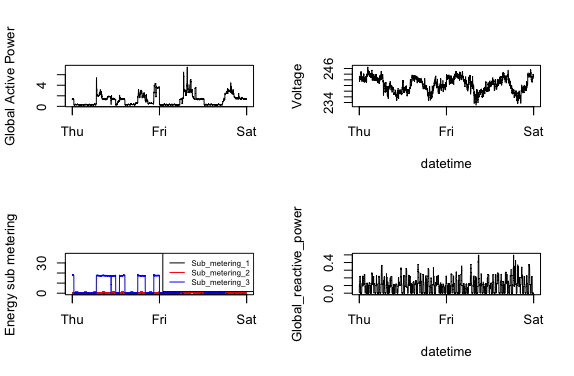 Global Active Power
0 4
Thu Fri Sat
Voltage
234 246
Thu Fri Sat
datetime
Energy sub metering
0 30
Sub_metering_1
Sub_metering_2
Sub_metering_3
Thu Fri Sat
Global_reactive_power
0.0 0.4
Thu Fri Sat
datetime